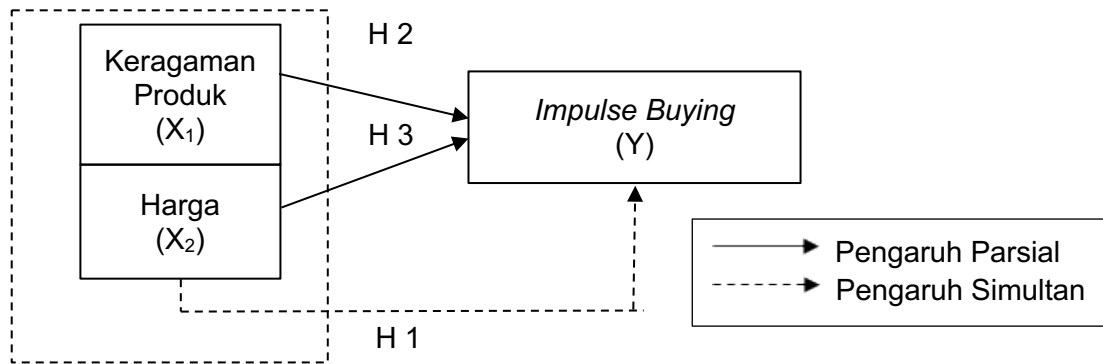 H 2
Keragaman
Produk
(X₁)
Impulse Buying
(Y)
H 3
Harga
(X₂)
Pengaruh Parsial
Pengaruh Simultan
H 1